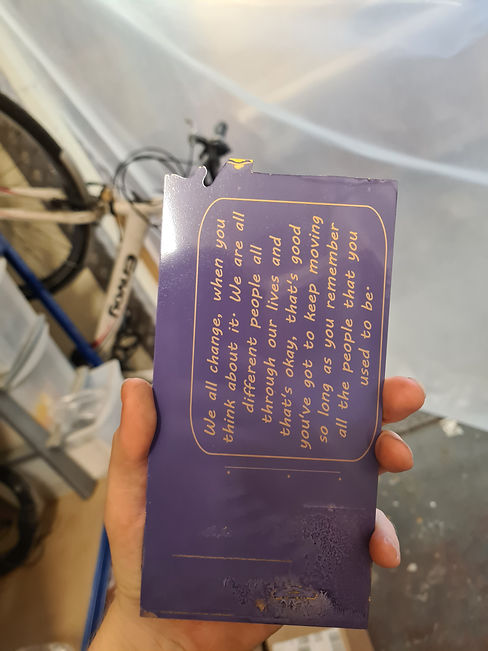 We all change, when you
think about it. We are all
different people all
through our lives and
that's okay, that's good
you've got to keep moving
so long as you remember
all the people that you
used to be.